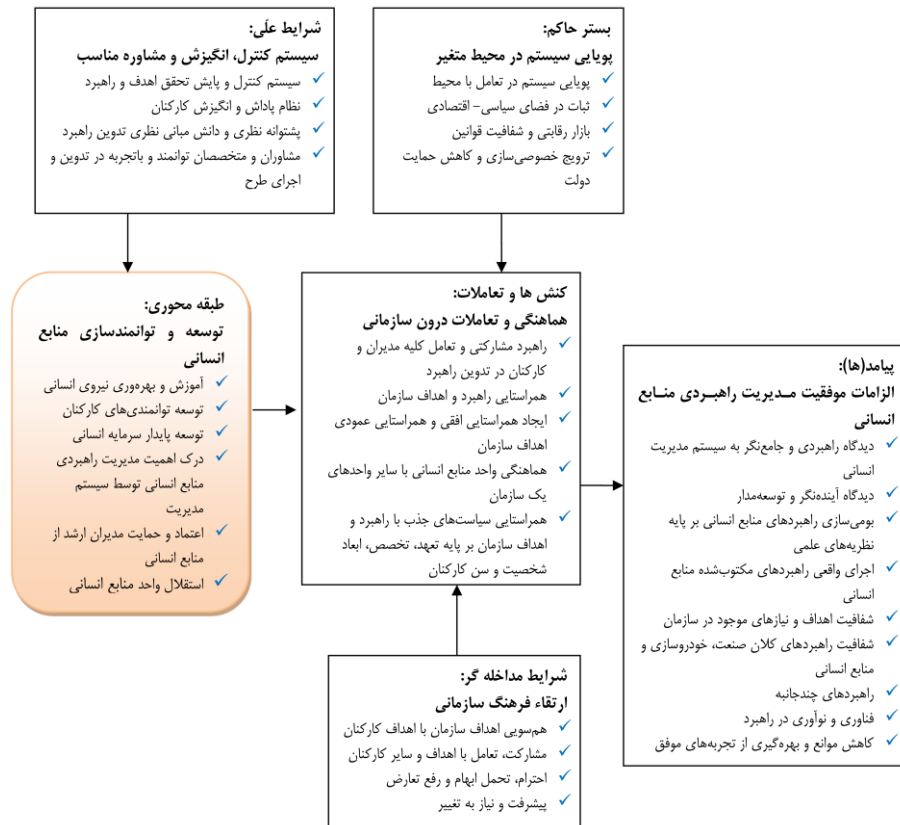 شرایط علّی:
سیستم کنترل، انگیزش و مشاوره مناسب
سیستم کنترل و پایش تحقق اهدف و راهبرد
نظام پاداش و انگیزش کارکنان
پشتوانه نظری و دانش مبانی نظری تدوین راهبرد
مشاوران و متخصصان توانمند و باتجربه در تدوین و
اجرای طرح
بستر حاکم:
پویایی سیستم در محیط متغیر
پویایی سیستم در تعامل با محیط
ثبات در فضای سیاسی- اقتصادی
بازار رقابتی و شفافیت قوانین
ترویج خصوصی‌سازی و کاهش حمایت
دولت
طبقه محوری:
توسعه و توانمندسازی منابع
انسانی
آموزش و بهره‌وری نیروی انسانی
توسعه توانمندی‌های کارکنان
توسعه پایدار سرمایه انسانی
درک اهمیت مدیریت راهبردی
منابع انسانی توسط سیستم
مدیریت
اعتماد و حمایت مدیران ارشد از
منابع انسانی
استقلال واحد منابع انسانی
کنش ها و تعاملات:
هماهنگی و تعاملات درون سازمانی
راهبرد مشارکتی و تعامل کلیه مدیران و
کارکنان در تدوین راهبرد
همراستایی راهبرد و اهداف سازمان
ایجاد همراستایی افقی و همراستایی عمودی
اهداف سازمان
هماهنگی واحد منابع انسانی با سایر واحدهای
یک سازمان
همراستایی سیاست‌های جذب با راهبرد و
اهداف سازمان بر پایه تعهد، تخصص، ابعاد
شخصیت و سن کارکنان
پیامد(ها):
الزامات موفقیت مـدیریت راهبـردی منـابع
انسانی
دیدگاه راهبردی و جامع‌نگر به سیستم مدیریت
انسانی
دیدگاه آینده‌نگر و توسعه‌مدار
بومی‌سازی راهبردهای منابع انسانی بر پایه
نظریه‌های علمی
اجرای واقعی راهبردهای مکتوب‌شده منابع
انسانی
شفافیت اهداف و نیازهای موجود در سازمان
شفافیت راهبردهای کلان صنعت، خودروسازی و
منابع انسانی
راهبردهای چندجانبه
فناوری و نوآوری در راهبرد
کاهش موانع و بهره‌گیری از تجربه‌های موفق
شرایط مداخله گر:
ارتقاء فرهنگ سازمانی
هم‌سویی اهداف سازمان با اهداف کارکنان
مشارکت، تعامل با اهداف و سایر کارکنان
احترام، تحمل ابهام و رفع تعارض
پیشرفت و نیاز به تغییر